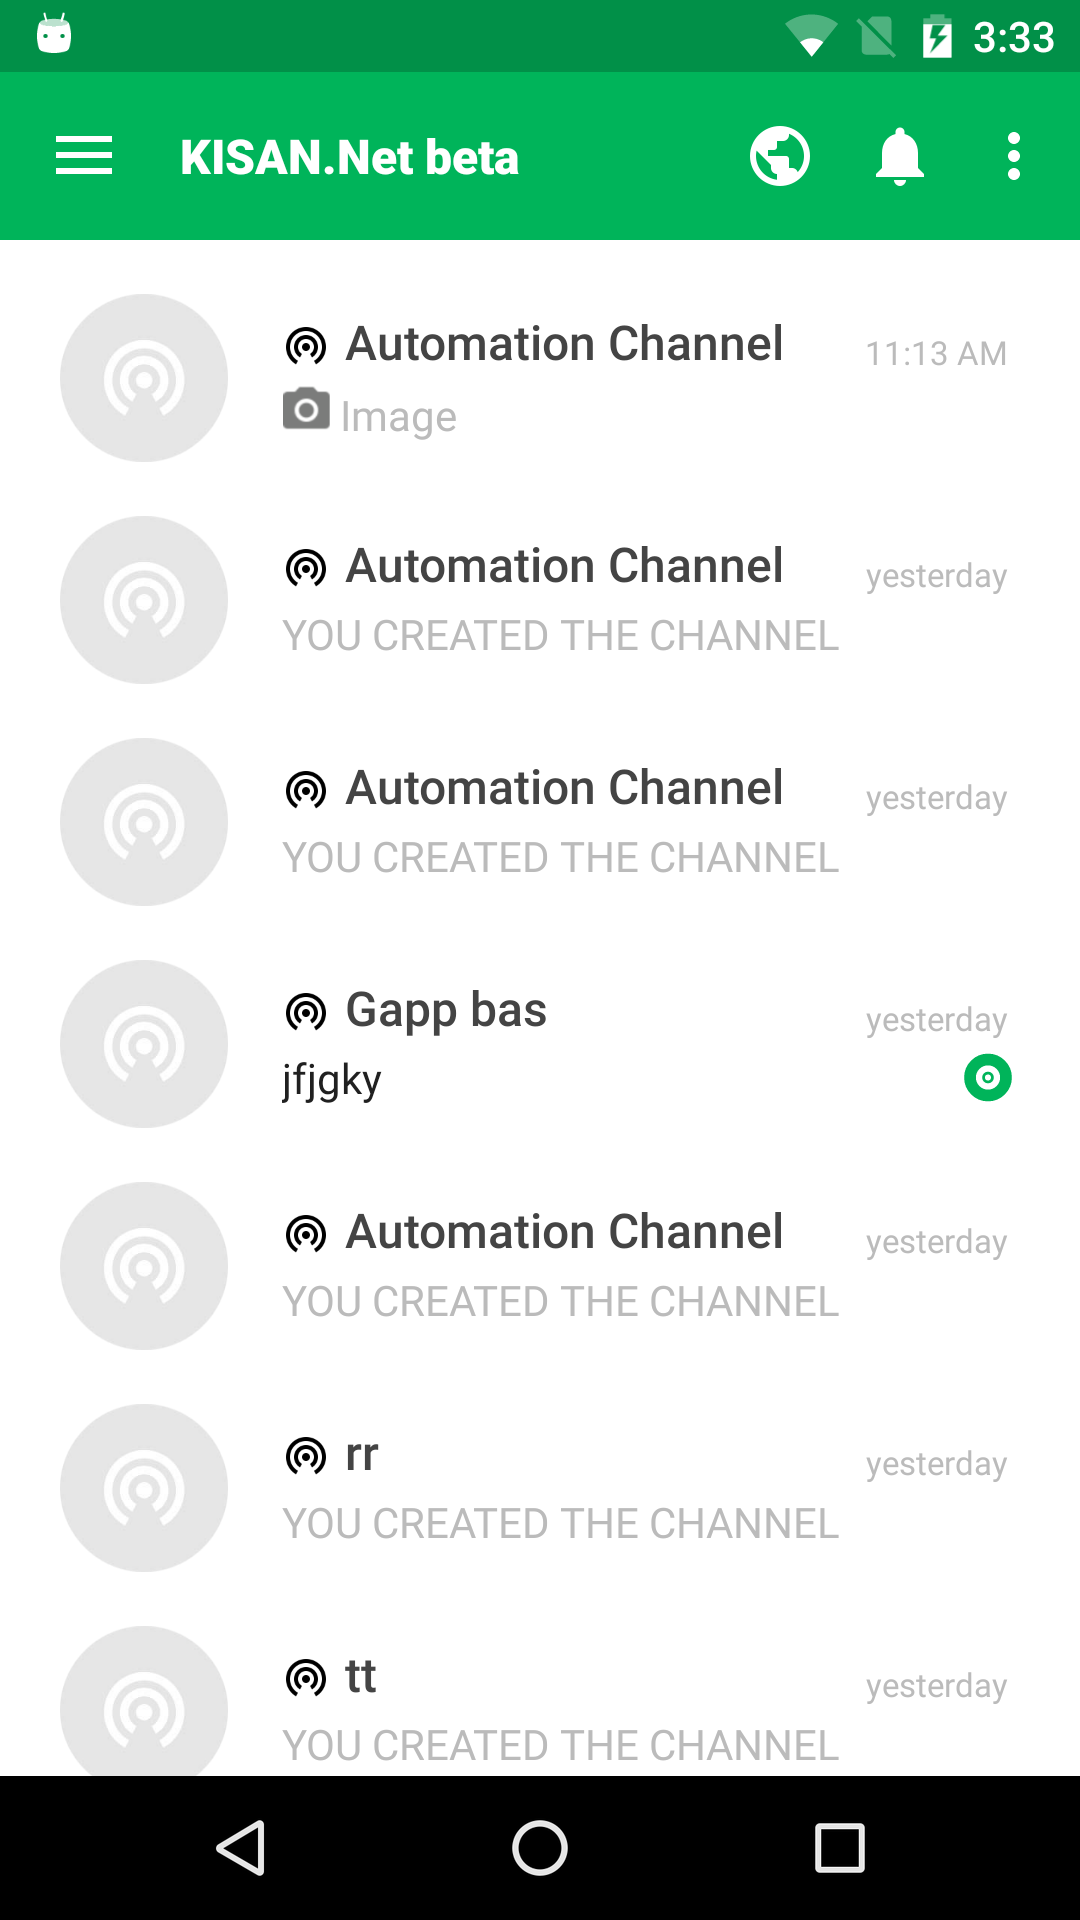 3:33
KISAN.Net beta
Automation Channel
11:13 AM
Image
Automation Channel
yesterday
YOU CREATED THE CHANNEL
Automation Channel
yesterday
YOU CREATED THE CHANNEL
Gapp bas
yesterday
jfjgky
Automation Channel
yesterday
YOU CREATED THE CHANNEL
rr
yesterday
YOU CREATED THE CHANNEL
tt
yesterday
YOU CREATED THE CHANNEL